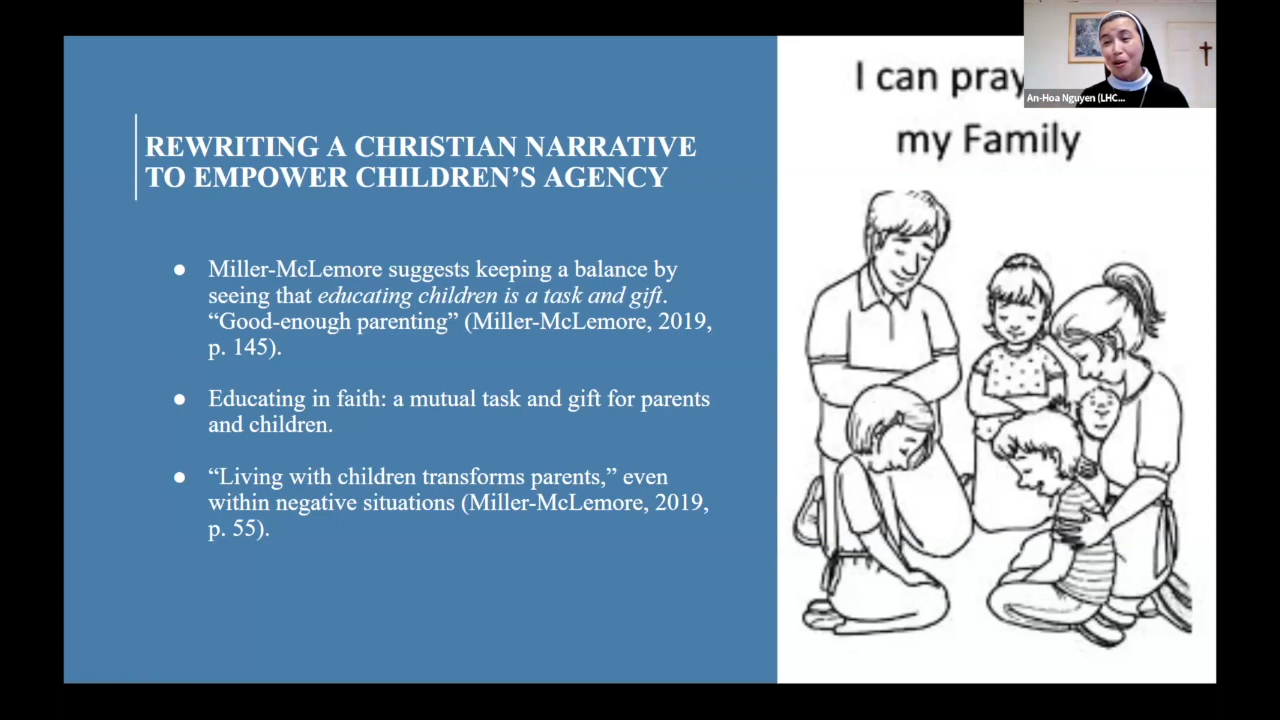 REWRITING A CHRISTIAN NARRATIVE
TO EMPOWER CHILDREN’S AGENCY
● Miller-McLemore suggests keeping a balance by
seeing that educating children is a task and gift.
“Good-enough parenting” (Miller-McLemore, 2019,
p. 145).
● Educating in faith: a mutual task and gift for parents
and children.
● “Living with children transforms parents,” even
within negative situations (Miller-McLemore, 2019,
p. 55).
I can pray
my Family
An-Hoa Nguyen (LHC...